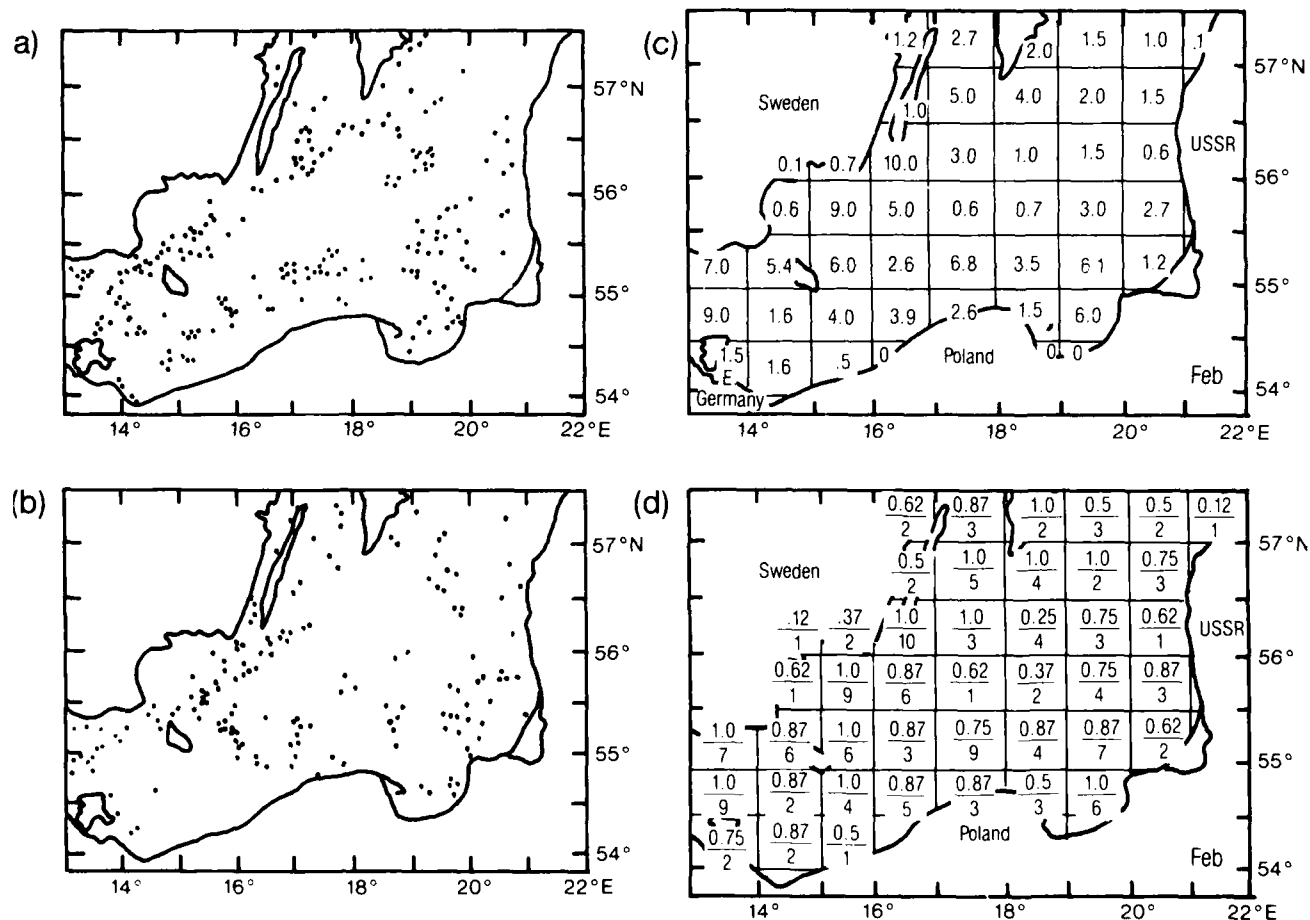 a)
57°N
56°
55°
54°
14° 16° 18° 20° 22°E
(b)
57°N
56°
55°
54°
14° 16° 18° 20° 22°E
(c)
1.2 2.7 2.0 1.5 1.0 .1
57°N
Sweden
1.0 5.0 4.0 2.0 1.5
USSR
0.1 0.7 10.0 3.0 1.0 1.5 0.6
56°
0.6 9.0 5.0 0.6 0.7 3.0 2.7
7.0 5.4 6.0 2.6 6.8 3.5 6.1 1.2
55°
9.0 1.6 4.0 3.9 2.6 1.5 6.0
1.5 1.6 .5 0 Poland 0 0
E
Germany
Feb
54°
14° 16° 18° 20° 22°E
(d)
0.62 0.87 1.0 0.5 0.5 0.12
2 3 2 3 2 1
57°N
Sweden
0.5 1.0 1.0 1.0 0.75
2 5 4 2 3
.12 .37 1.0 1.0 0.25 0.75 0.62
1 2 10 3 4 3 1
USSR
56°
0.62 1.0 0.87 0.62 0.37 0.75 0.87
1 9 6 1 2 4 3
1.0 0.87 1.0 0.87 0.75 0.87 0.87 0.62
7 6 6 3 9 4 7 2
55°
1.0 0.87 1.0 0.87 0.87 0.5 1.0
9 2 4 5 3 3 6
0.75 0.87 0.5
2 2 1
Poland
Feb
54°
14° 16° 18° 20° 22°E